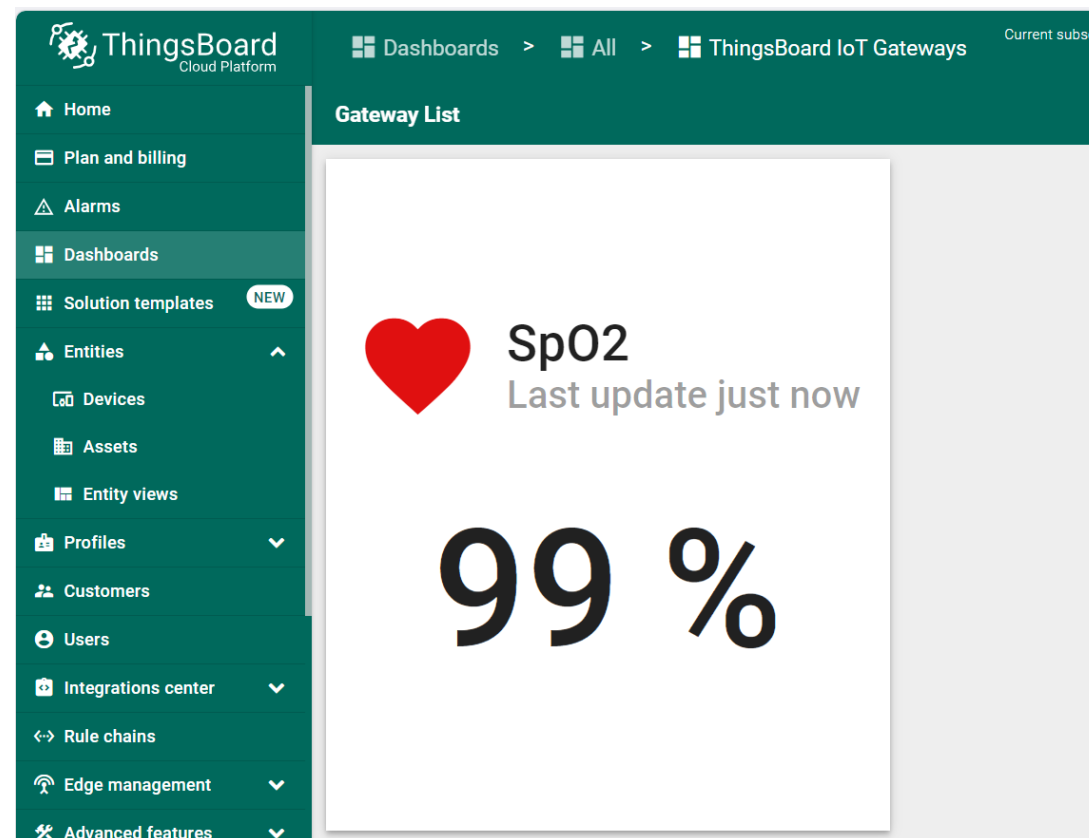 ThingsBoard
Cloud Platform
Dashboards > All > ThingsBoard IoT Gateways
Current
Gateway List
Home
Plan and billing
Alarms
Dashboards
Solution templates NEW
Entities
Devices
Assets
Entity views
Profiles
Customers
Users
Integrations center
Rule chains
Edge management
Advanced features
SpO2
Last update just now
99 %